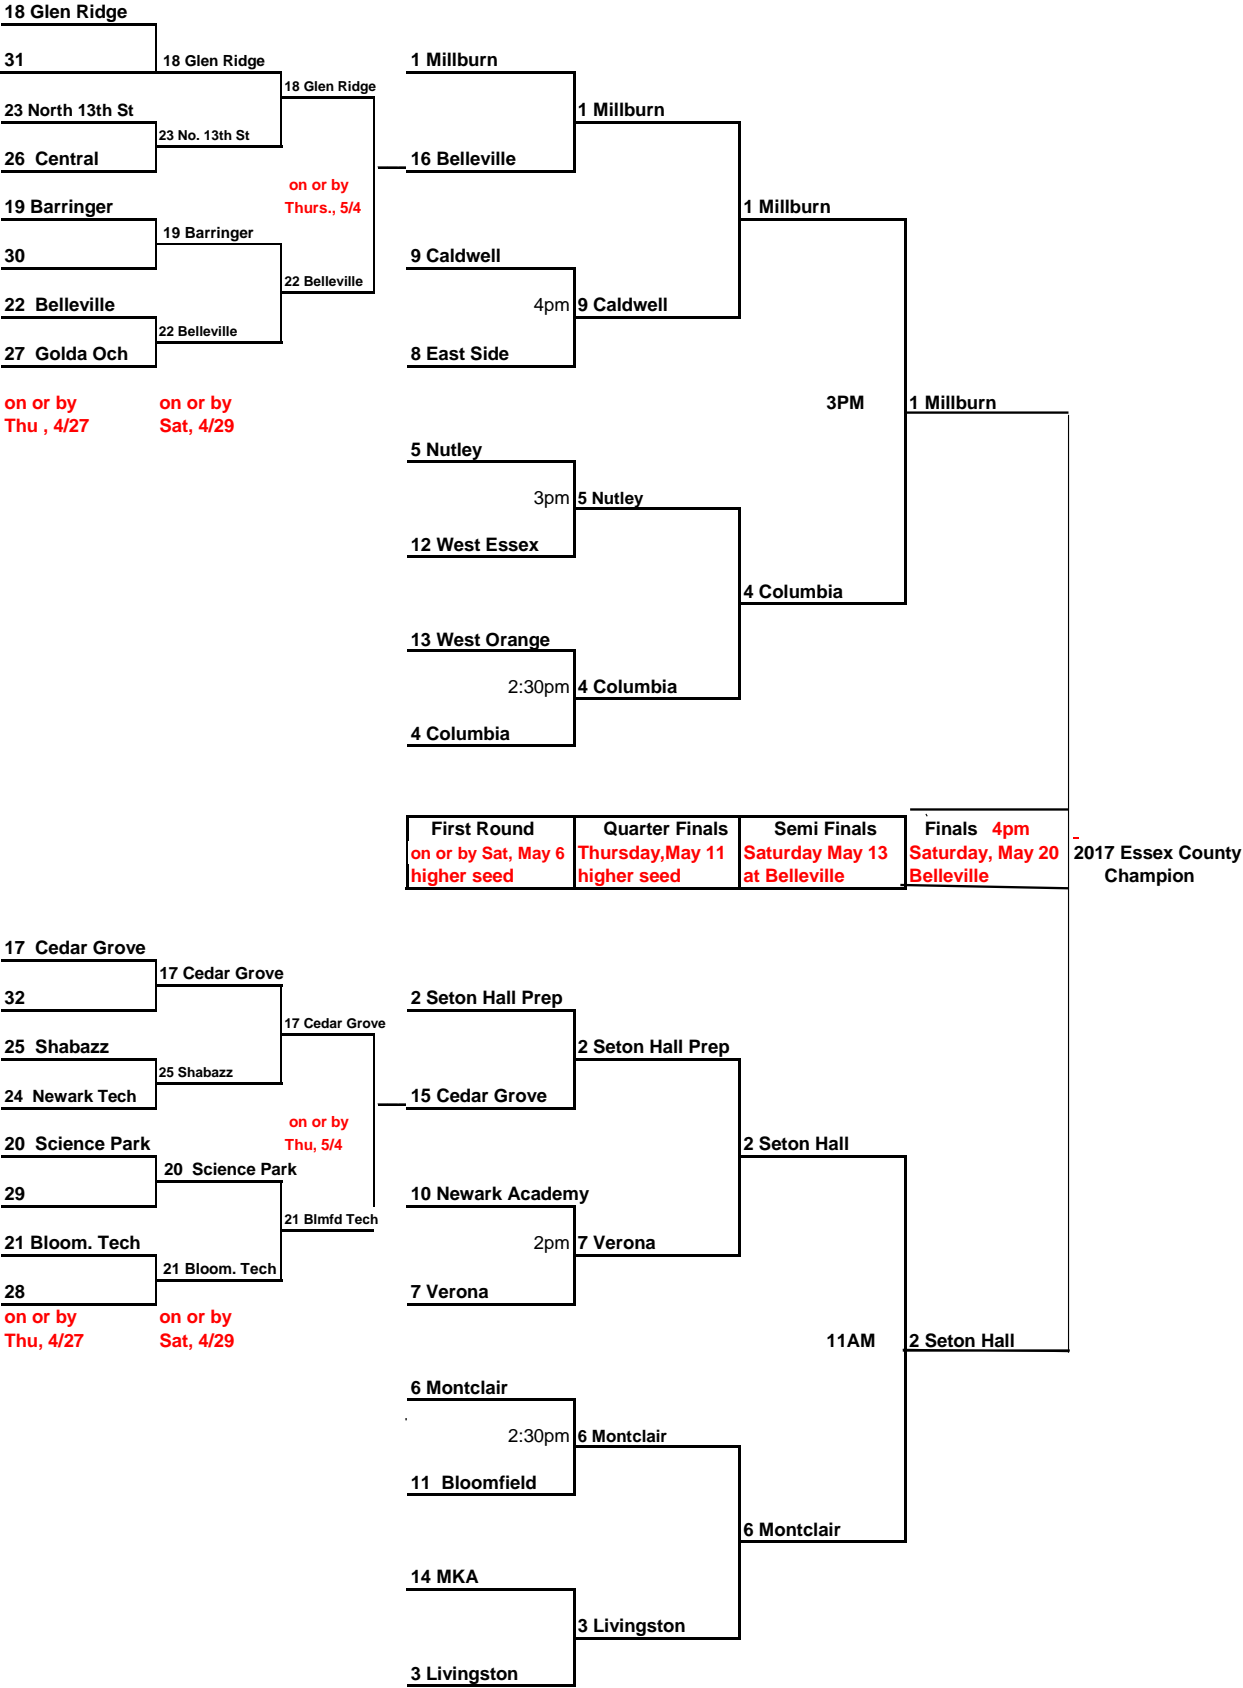 18 Glen Ridge
31
18 Glen Ridge
1 Millburn
18 Glen Ridge
23 North 13th St
1 Millburn
23 No. 13th St
26 Central
16 Belleville
on or by
Thurs., 5/4
19 Barringer
1 Millburn
19 Barringer
30
9 Caldwell
22 Belleville
22 Belleville
4pm
9 Caldwell
22 Belleville
27 Golda Och
8 East Side
on or by
Thu , 4/27
on or by
Sat, 4/29
3PM
1 Millburn
5 Nutley
3pm
5 Nutley
12 West Essex
4 Columbia
13 West Orange
2:30pm
4 Columbia
4 Columbia
First Round
on or by Sat, May 6
higher seed
Quarter Finals
Thursday,May 11
higher seed
Semi Finals
Saturday May 13
at Belleville
Finals 4pm
Saturday, May 20
Belleville
2017 Essex County
Champion
17 Cedar Grove
17 Cedar Grove
32
2 Seton Hall Prep
17 Cedar Grove
25 Shabazz
2 Seton Hall Prep
25 Shabazz
24 Newark Tech
15 Cedar Grove
on or by
Thu, 5/4
20 Science Park
2 Seton Hall
20 Science Park
29
10 Newark Academy
21 Blmfd Tech
21 Bloom. Tech
2pm
7 Verona
21 Bloom. Tech
28
7 Verona
on or by
Thu, 4/27
on or by
Sat, 4/29
11AM
2 Seton Hall
6 Montclair
2:30pm
6 Montclair
11 Bloomfield
6 Montclair
14 MKA
3 Livingston
3 Livingston